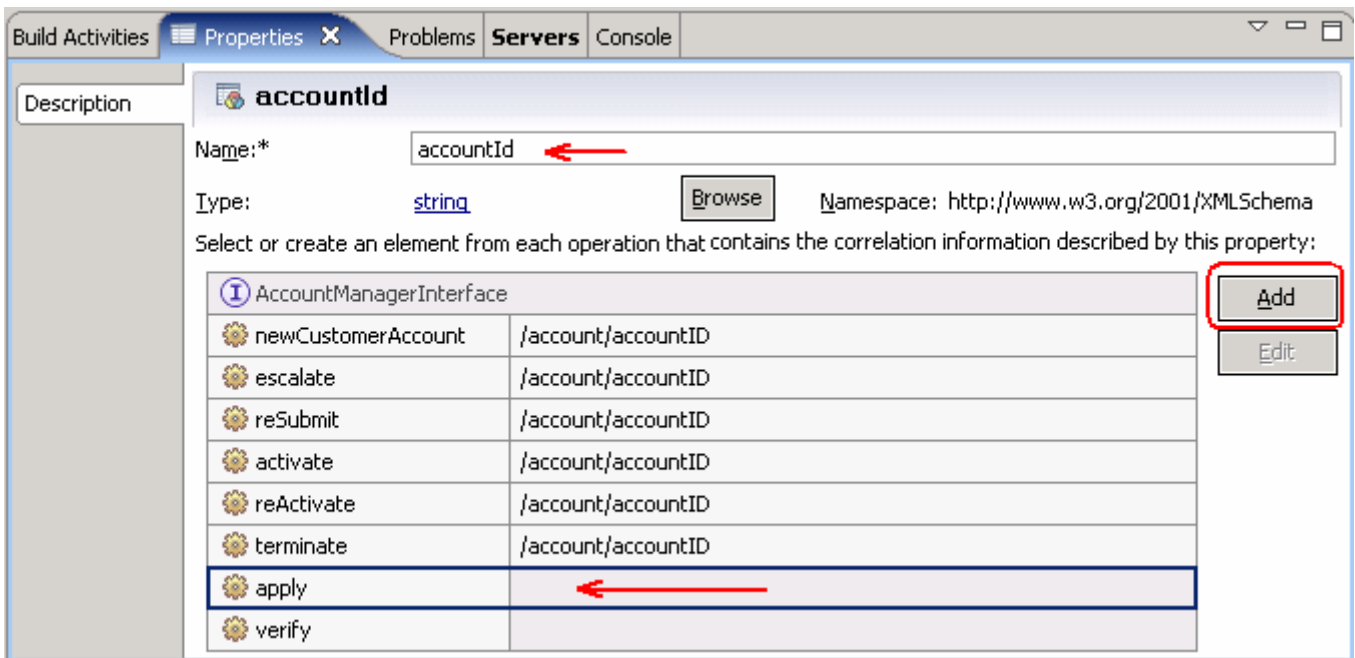 Build Activities Properties Problems Servers Console
Description
accountId
Name:* accountId
Type: string Browse Namespace: http://www.w3.org/2001/XMLSchema
Select or create an element from each operation that contains the correlation information described by this property:
I AccountManagerInterface Add
newCustomerAccount /account/accountID
Edit
escalate /account/accountID
reSubmit /account/accountID
activate /account/accountID
reActivate /account/accountID
terminate /account/accountID
apply
verify